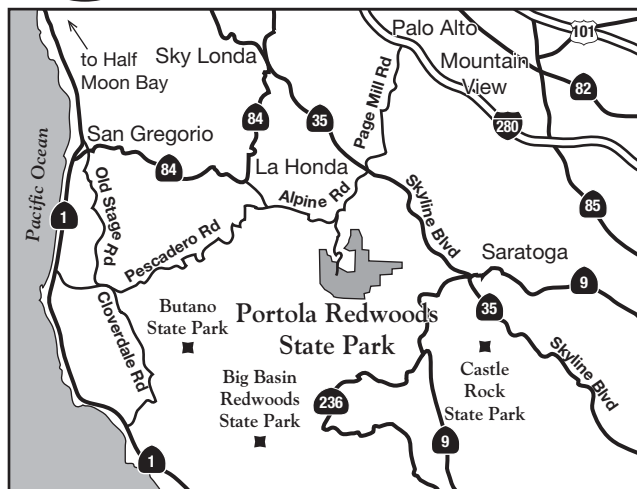 to Half
Moon Bay
Sky Londa
Palo Alto
101
Mountain
View
82
280
Page Mill Rd
35
84
San Gregorio
84
La Honda
Alpine Rd
Pacific Ocean
1
Old Stage Rd
Pescadero Rd
Skyline Blvd
85
Saratoga
9
35
Skyline Blvd
Cloverdale Rd
Butano
State Park
Portola Redwoods
State Park
Big Basin
Redwoods
State Park
236
Castle
Rock
State Park
9
1